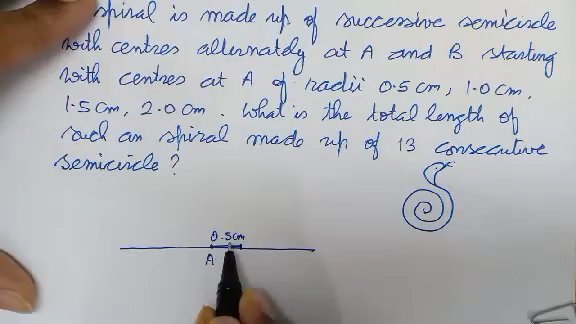 spiral is made up of successive semicircle
with centres alternately at A and B starting
with centres at A of radii 0.5 cm, 1.0 cm,
1.5 cm, 2.0 cm. What is the total length of
such an spiral made up of 13 consecutive
semicircle?
0.5cm
A